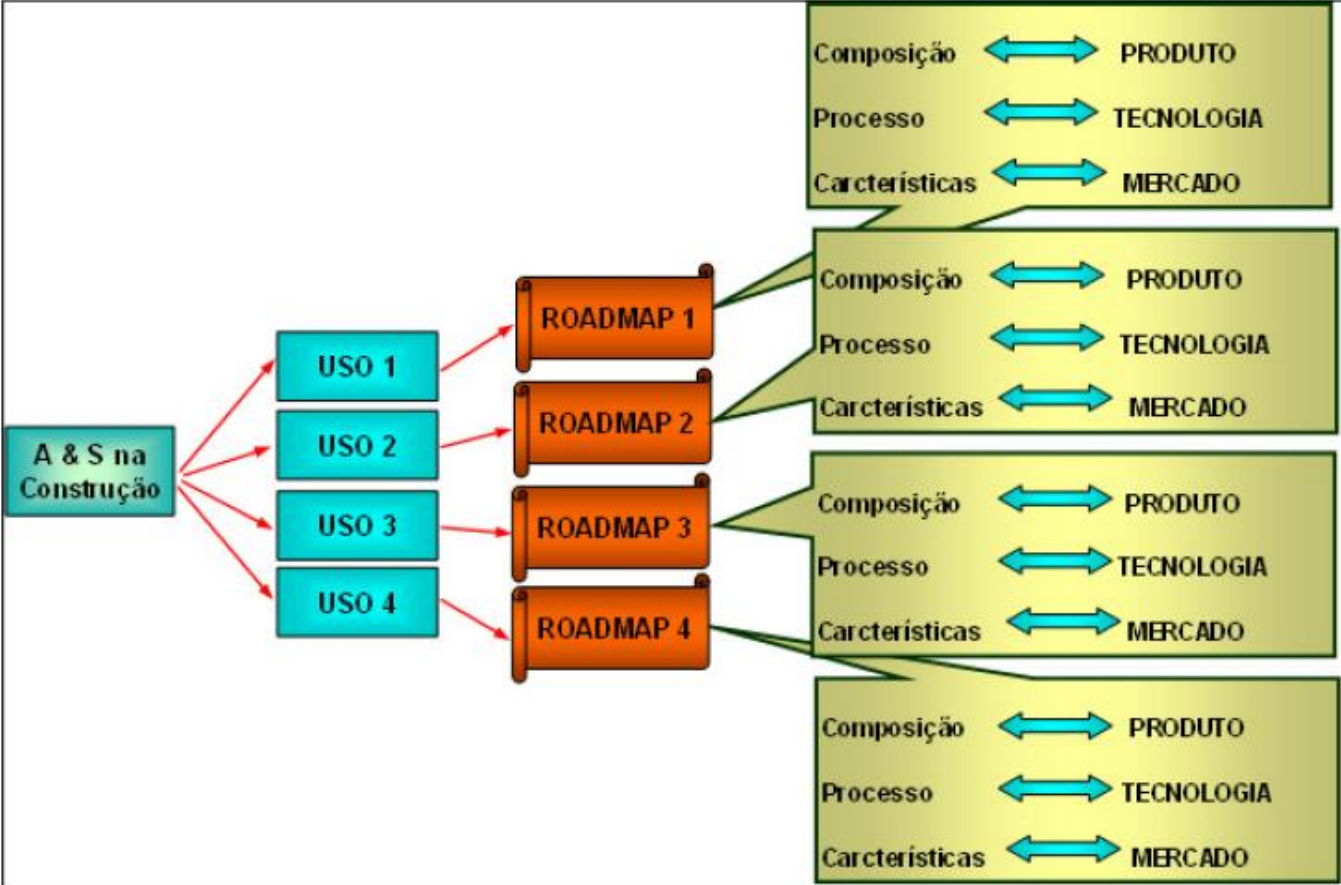 A & S na
Construção
USO 1
USO 2
USO 3
USO 4
ROADMAP 1
ROADMAP 2
ROADMAP 3
ROADMAP 4
Composição PRODUTO
Processo TECNOLOGIA
Carcterísticas MERCADO
Composição PRODUTO
Processo TECNOLOGIA
Carcterísticas MERCADO
Composição PRODUTO
Processo TECNOLOGIA
Carcterísticas MERCADO
Composição PRODUTO
Processo TECNOLOGIA
Carcterísticas MERCADO